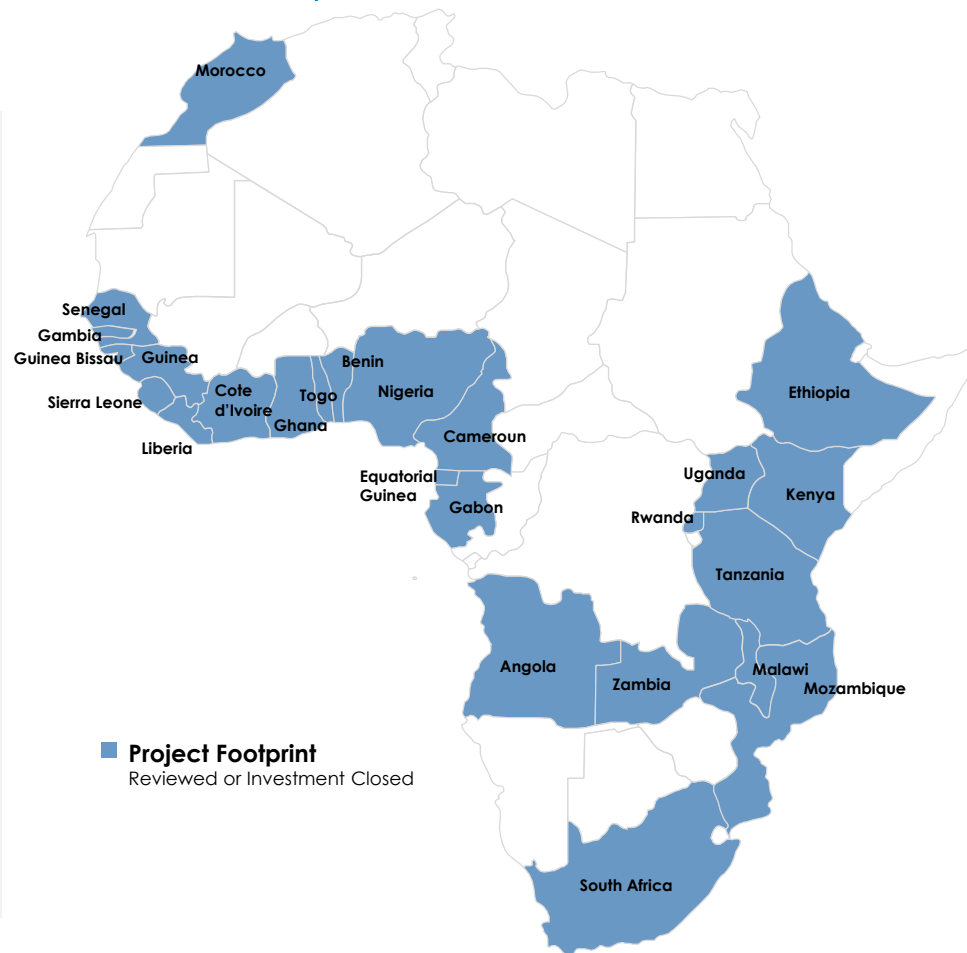 Morocco
Senegal
Gambia
Guinea Bissau
Guinea
Sierra Leone
Liberia
Cote
d'Ivoire
Ghana
Togo
Benin
Nigeria
Cameroun
Equatorial
Guinea
Gabon
Ethiopia
Uganda
Kenya
Rwanda
Tanzania
Angola
Zambia
Malawi
Mozambique
South Africa
Project Footprint
Reviewed or Investment Closed